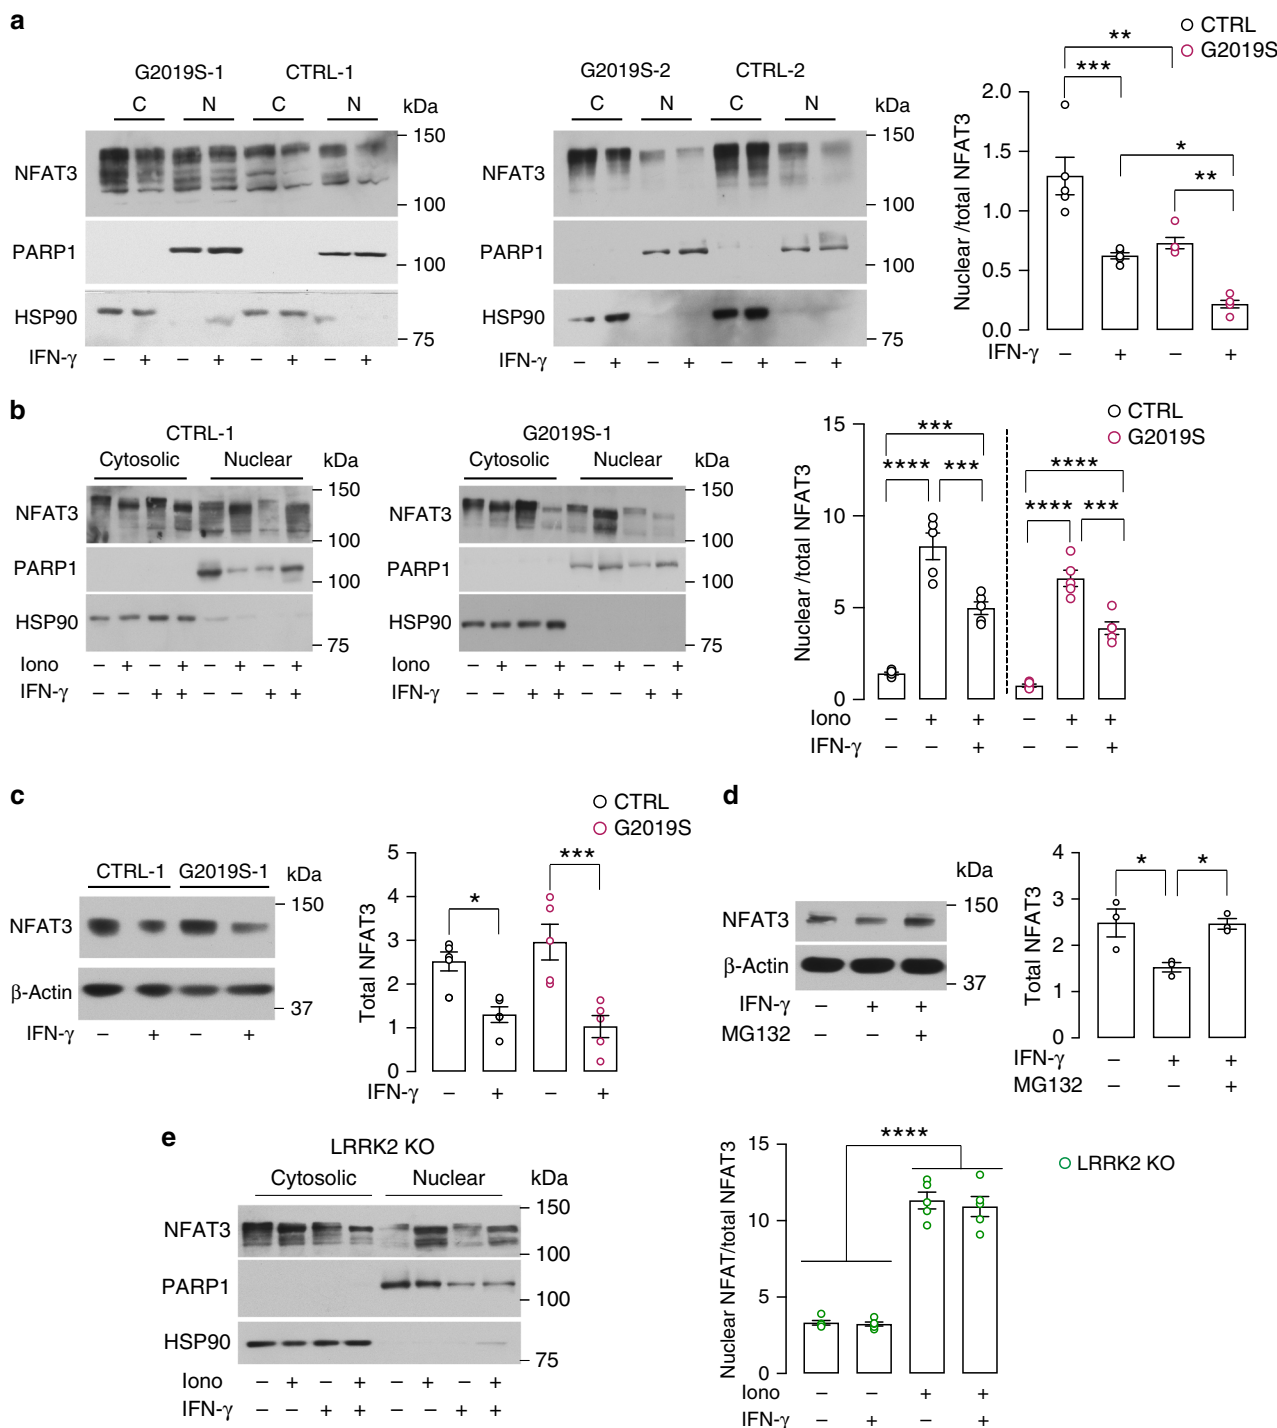 a
CTRL
G2019S
G2019S-1 CTRL-1
C N C N kDa
NFAT3
150
100
PARP1
100
HSP90
75
IFN-γ – + – + – + – +
G2019S-2 CTRL-2
C N C N kDa
NFAT3
150
100
PARP1
100
HSP90
75
IFN-γ – + – + – + – +
** 
***
*
**
Nuclear /total NFAT3
2.0
1.5
1.0
0.5
0.0
IFN-γ – + – +
b
CTRL-1
Cytosolic Nuclear kDa
NFAT3
150
100
PARP1
100
HSP90
75
Iono – + – + – + – +
IFN-γ – – + + – – + +
G2019S-1
Cytosolic Nuclear kDa
NFAT3
150
100
PARP1
100
HSP90
75
Iono – + – + – + – +
IFN-γ – – + + – – + +
CTRL
G2019S
***
**** ***
****
**** ***
Nuclear /total NFAT3
15
10
5
0
Iono – + + – + +
IFN-γ – – + – – +
c
CTRL-1 G2019S-1 kDa
NFAT3
150
β-Actin
37
IFN-γ – + – +
CTRL
G2019S
*
***
Total NFAT3
5
4
3
2
1
0
IFN-γ – + – +
d
kDa
NFAT3
150
β-Actin
37
IFN-γ – + +
MG132 – – +
* *
Total NFAT3
4
3
2
1
0
IFN-γ – + +
MG132 – – +
e
LRRK2 KO
Cytosolic Nuclear kDa
NFAT3
150
100
PARP1
100
HSP90
75
Iono – + – + – + – +
IFN-γ – – + + – – + +
****
LRRK2 KO
Nuclear NFAT/total NFAT3
15
10
5
0
Iono – – + +
IFN-γ – + – +